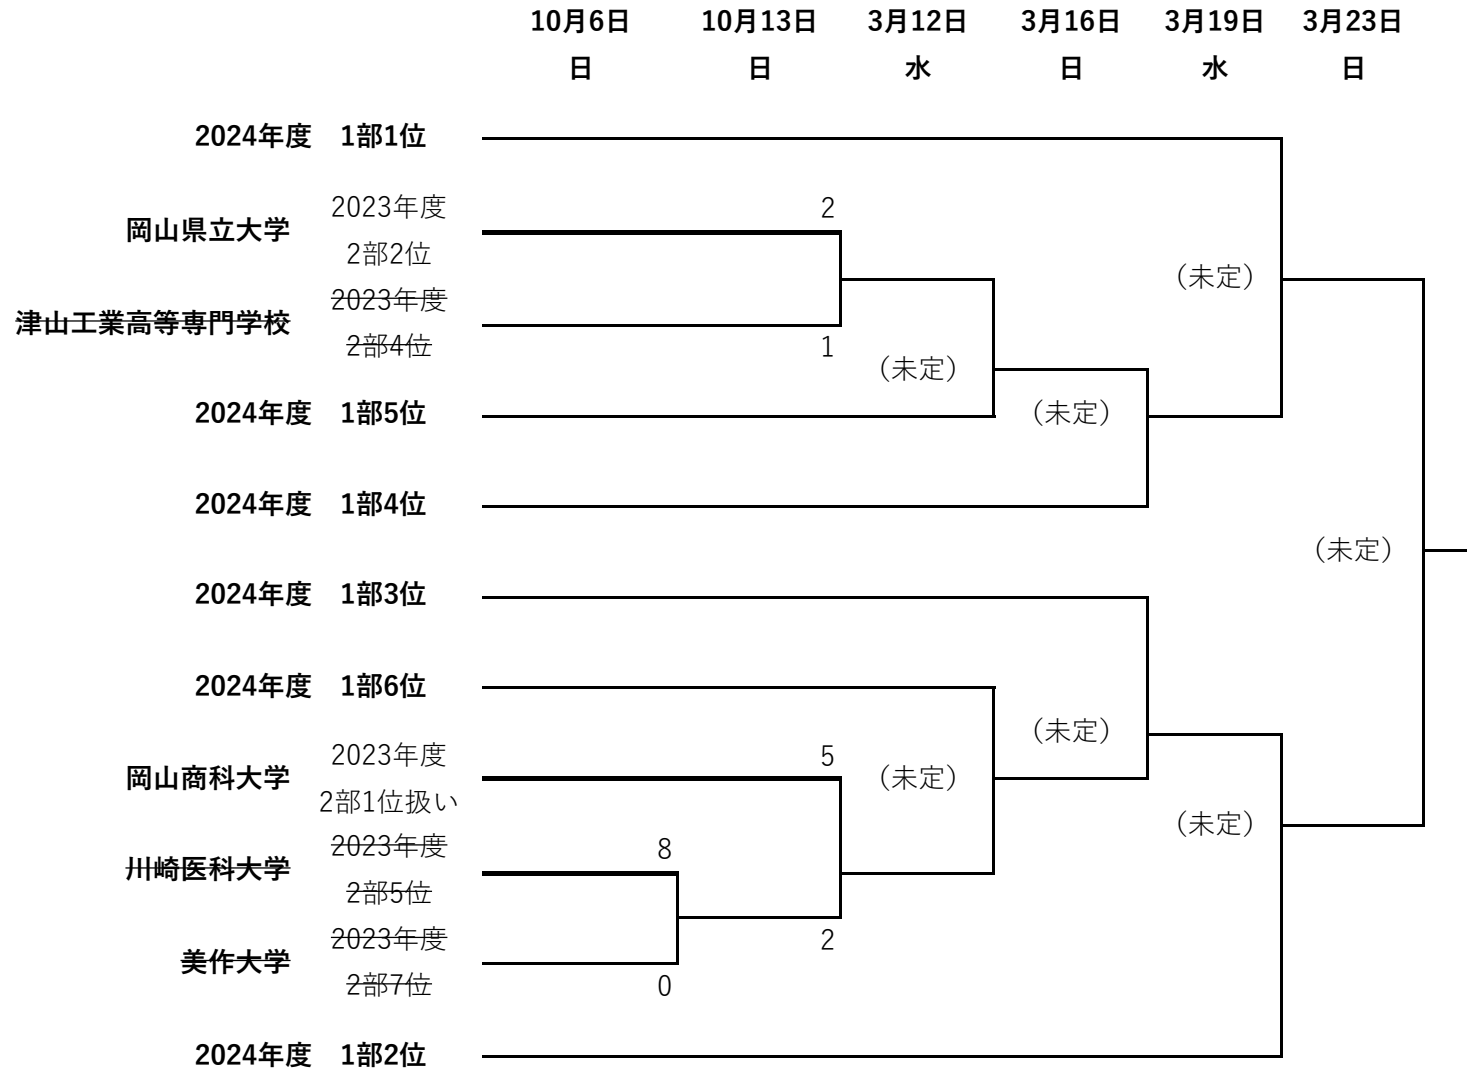 10月6日 10月13日 3月12日 3月16日 3月19日 3月23日
日 日 水 日 水 日
2024年度 1部1位
2023年度 2
岡山県立大学
2部2位
(未定)
2023年度
津山工業高等専門学校
2部4位 1
(未定)
2024年度 1部5位 (未定)
2024年度 1部4位
(未定)
2024年度 1部3位
2024年度 1部6位
(未定)
2023年度 5
岡山商科大学 (未定)
2部1位扱い
(未定)
2023年度 8
川崎医科大学
2部5位
2023年度 2
美作大学
2部7位 0
2024年度 1部2位